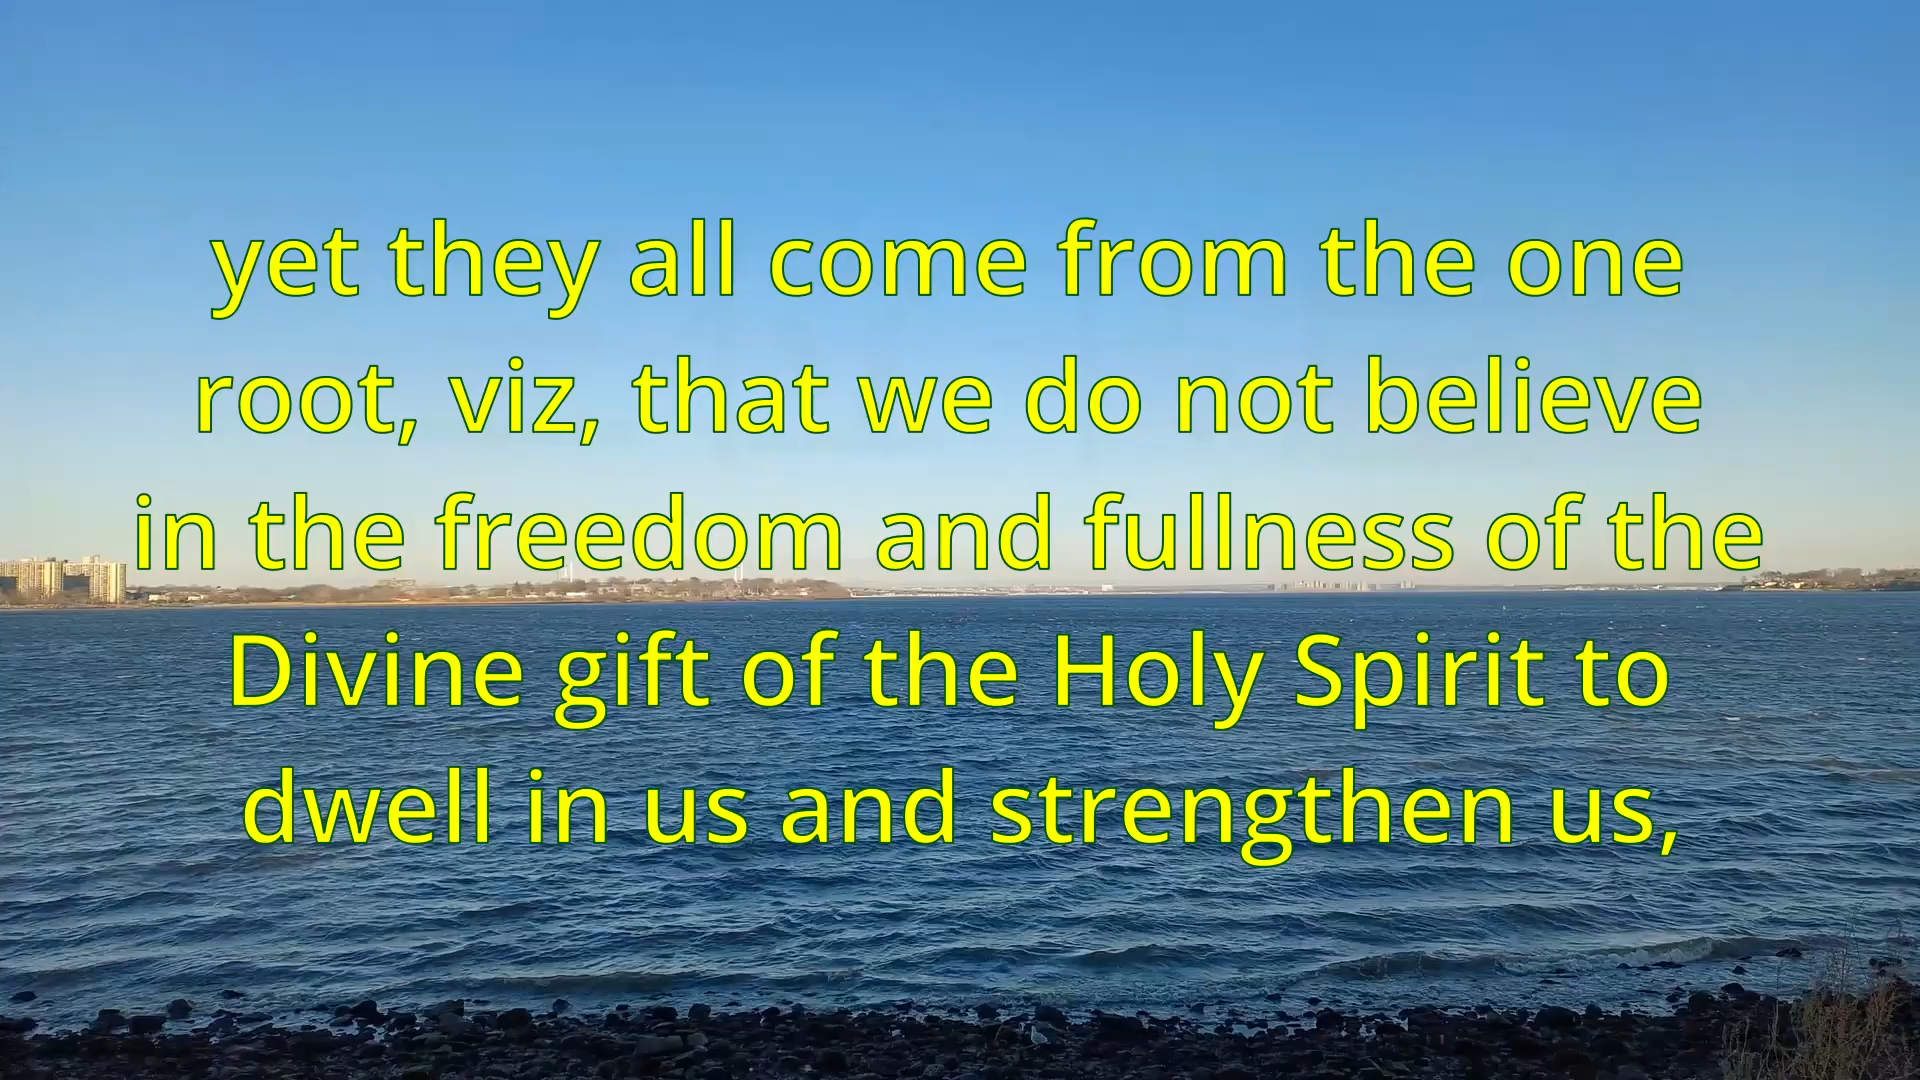 yet they all come from the one
root, viz, that we do not believe
in the freedom and fullness of the
Divine gift of the Holy Spirit to
dwell in us and strengthen us,